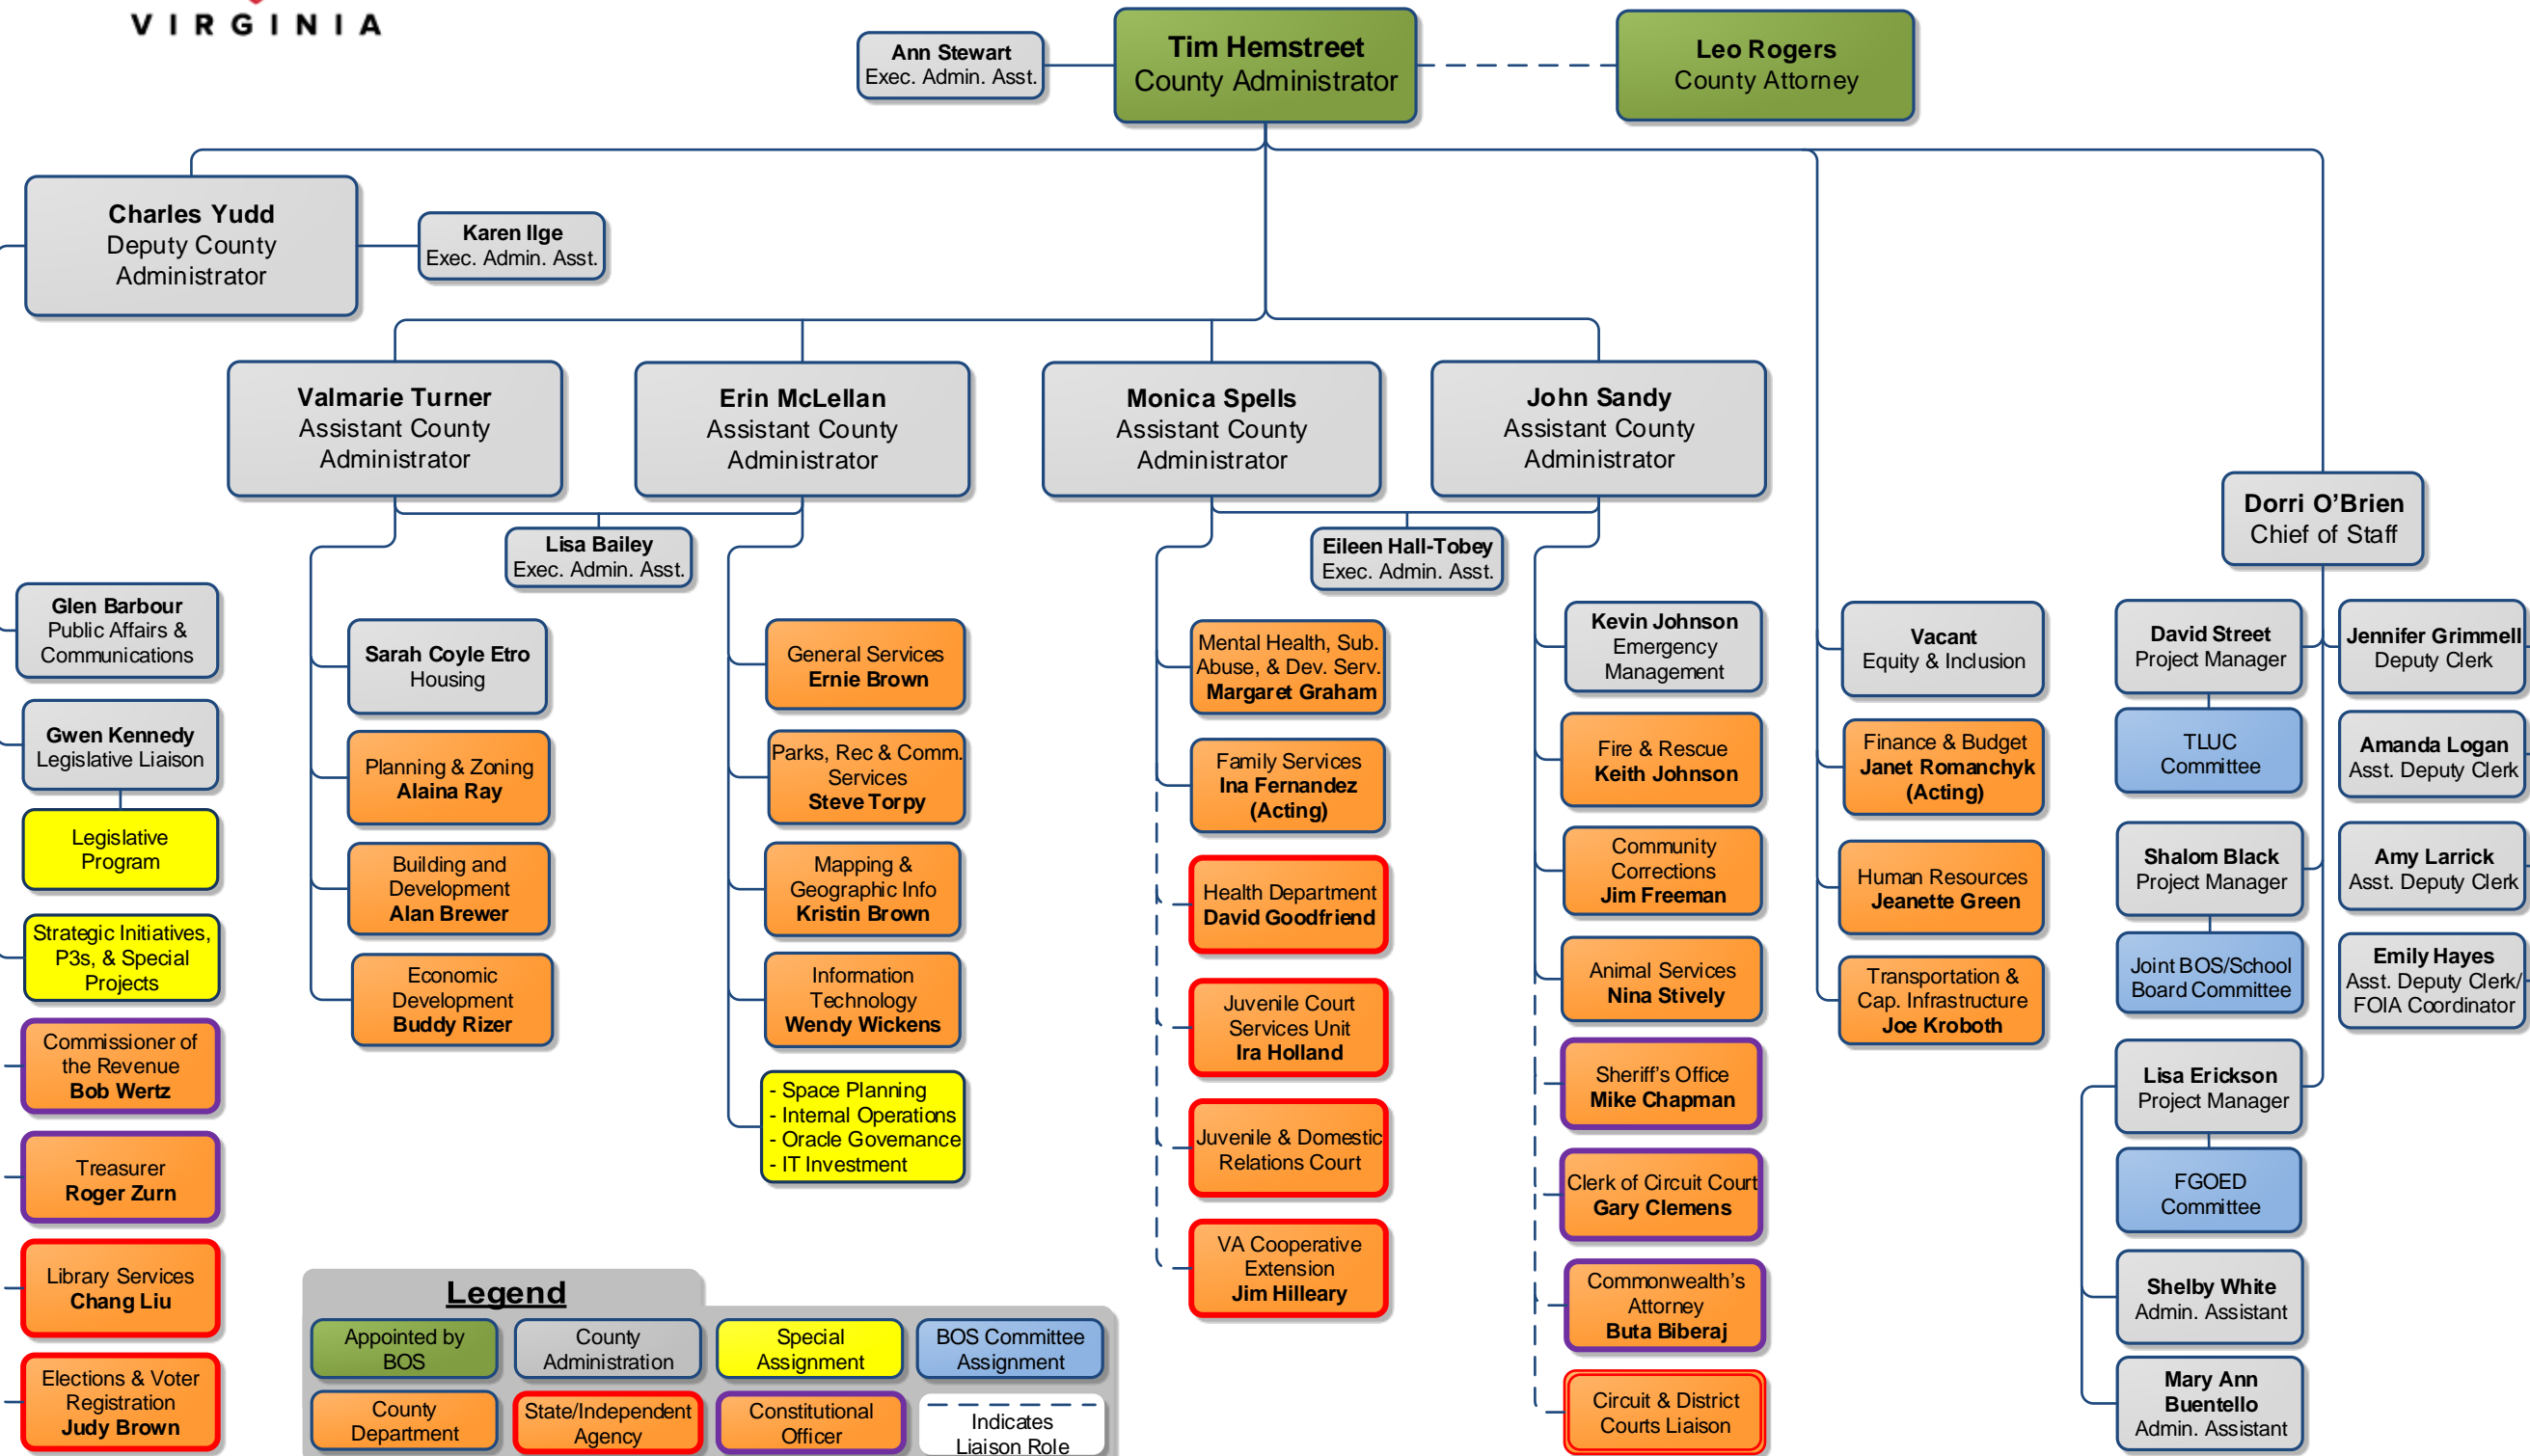 VIRGINIA
Ann Stewart
Exec. Admin. Asst.
Tim Hemstreet
County Administrator
Leo Rogers
County Attorney
Charles Yudd
Deputy County
Administrator
Karen Ilge
Exec. Admin. Asst.
Valmarie Turner
Assistant County
Administrator
Erin McLellan
Assistant County
Administrator
Monica Spells
Assistant County
Administrator
John Sandy
Assistant County
Administrator
Dorri O’Brien
Chief of Staff
Lisa Bailey
Exec. Admin. Asst.
Eileen Hall-Tobey
Exec. Admin. Asst.
Glen Barbour
Public Affairs &
Communications
Gwen Kennedy
Legislative Liaison
Legislative
Program
Strategic Initiatives,
P3s, & Special
Projects
Commissioner of
the Revenue
Bob Wertz
Treasurer
Roger Zurn
Library Services
Chang Liu
Elections & Voter
Registration
Judy Brown
Sarah Coyle Etro
Housing
Planning & Zoning
Alaina Ray
Building and
Development
Alan Brewer
Economic
Development
Buddy Rizer
General Services
Ernie Brown
Parks, Rec & Comm.
Services
Steve Torpy
Mapping &
Geographic Info
Kristin Brown
Information
Technology
Wendy Wickens
- Space Planning
- Internal Operations
- Oracle Governance
- IT Investment
Mental Health, Sub.
Abuse, & Dev. Serv.
Margaret Graham
Family Services
Ina Fernandez
(Acting)
Health Department
David Goodfriend
Juvenile Court
Services Unit
Ira Holland
Juvenile & Domestic
Relations Court
VA Cooperative
Extension
Jim Hilleary
Kevin Johnson
Emergency
Management
Fire & Rescue
Keith Johnson
Community
Corrections
Jim Freeman
Animal Services
Nina Stively
Sheriff’s Office
Mike Chapman
Clerk of Circuit Court
Gary Clemens
Commonwealth’s
Attorney
Buta Biberaj
Circuit & District
Courts Liaison
Vacant
Equity & Inclusion
Finance & Budget
Janet Romanchyk
(Acting)
Human Resources
Jeanette Green
Transportation &
Cap. Infrastructure
Joe Kroboth
David Street
Project Manager
TLUC
Committee
Shalom Black
Project Manager
Joint BOS/School
Board Committee
Lisa Erickson
Project Manager
FGOED
Committee
Shelby White
Admin. Assistant
Mary Ann
Buentello
Admin. Assistant
Jennifer Grimmell
Deputy Clerk
Amanda Logan
Asst. Deputy Clerk
Amy Larrick
Asst. Deputy Clerk
Emily Hayes
Asst. Deputy Clerk/
FOIA Coordinator
Legend
Appointed by
BOS
County
Administration
Special
Assignment
BOS Committee
Assignment
County
Department
State/Independent
Agency
Constitutional
Officer
Indicates
Liaison Role